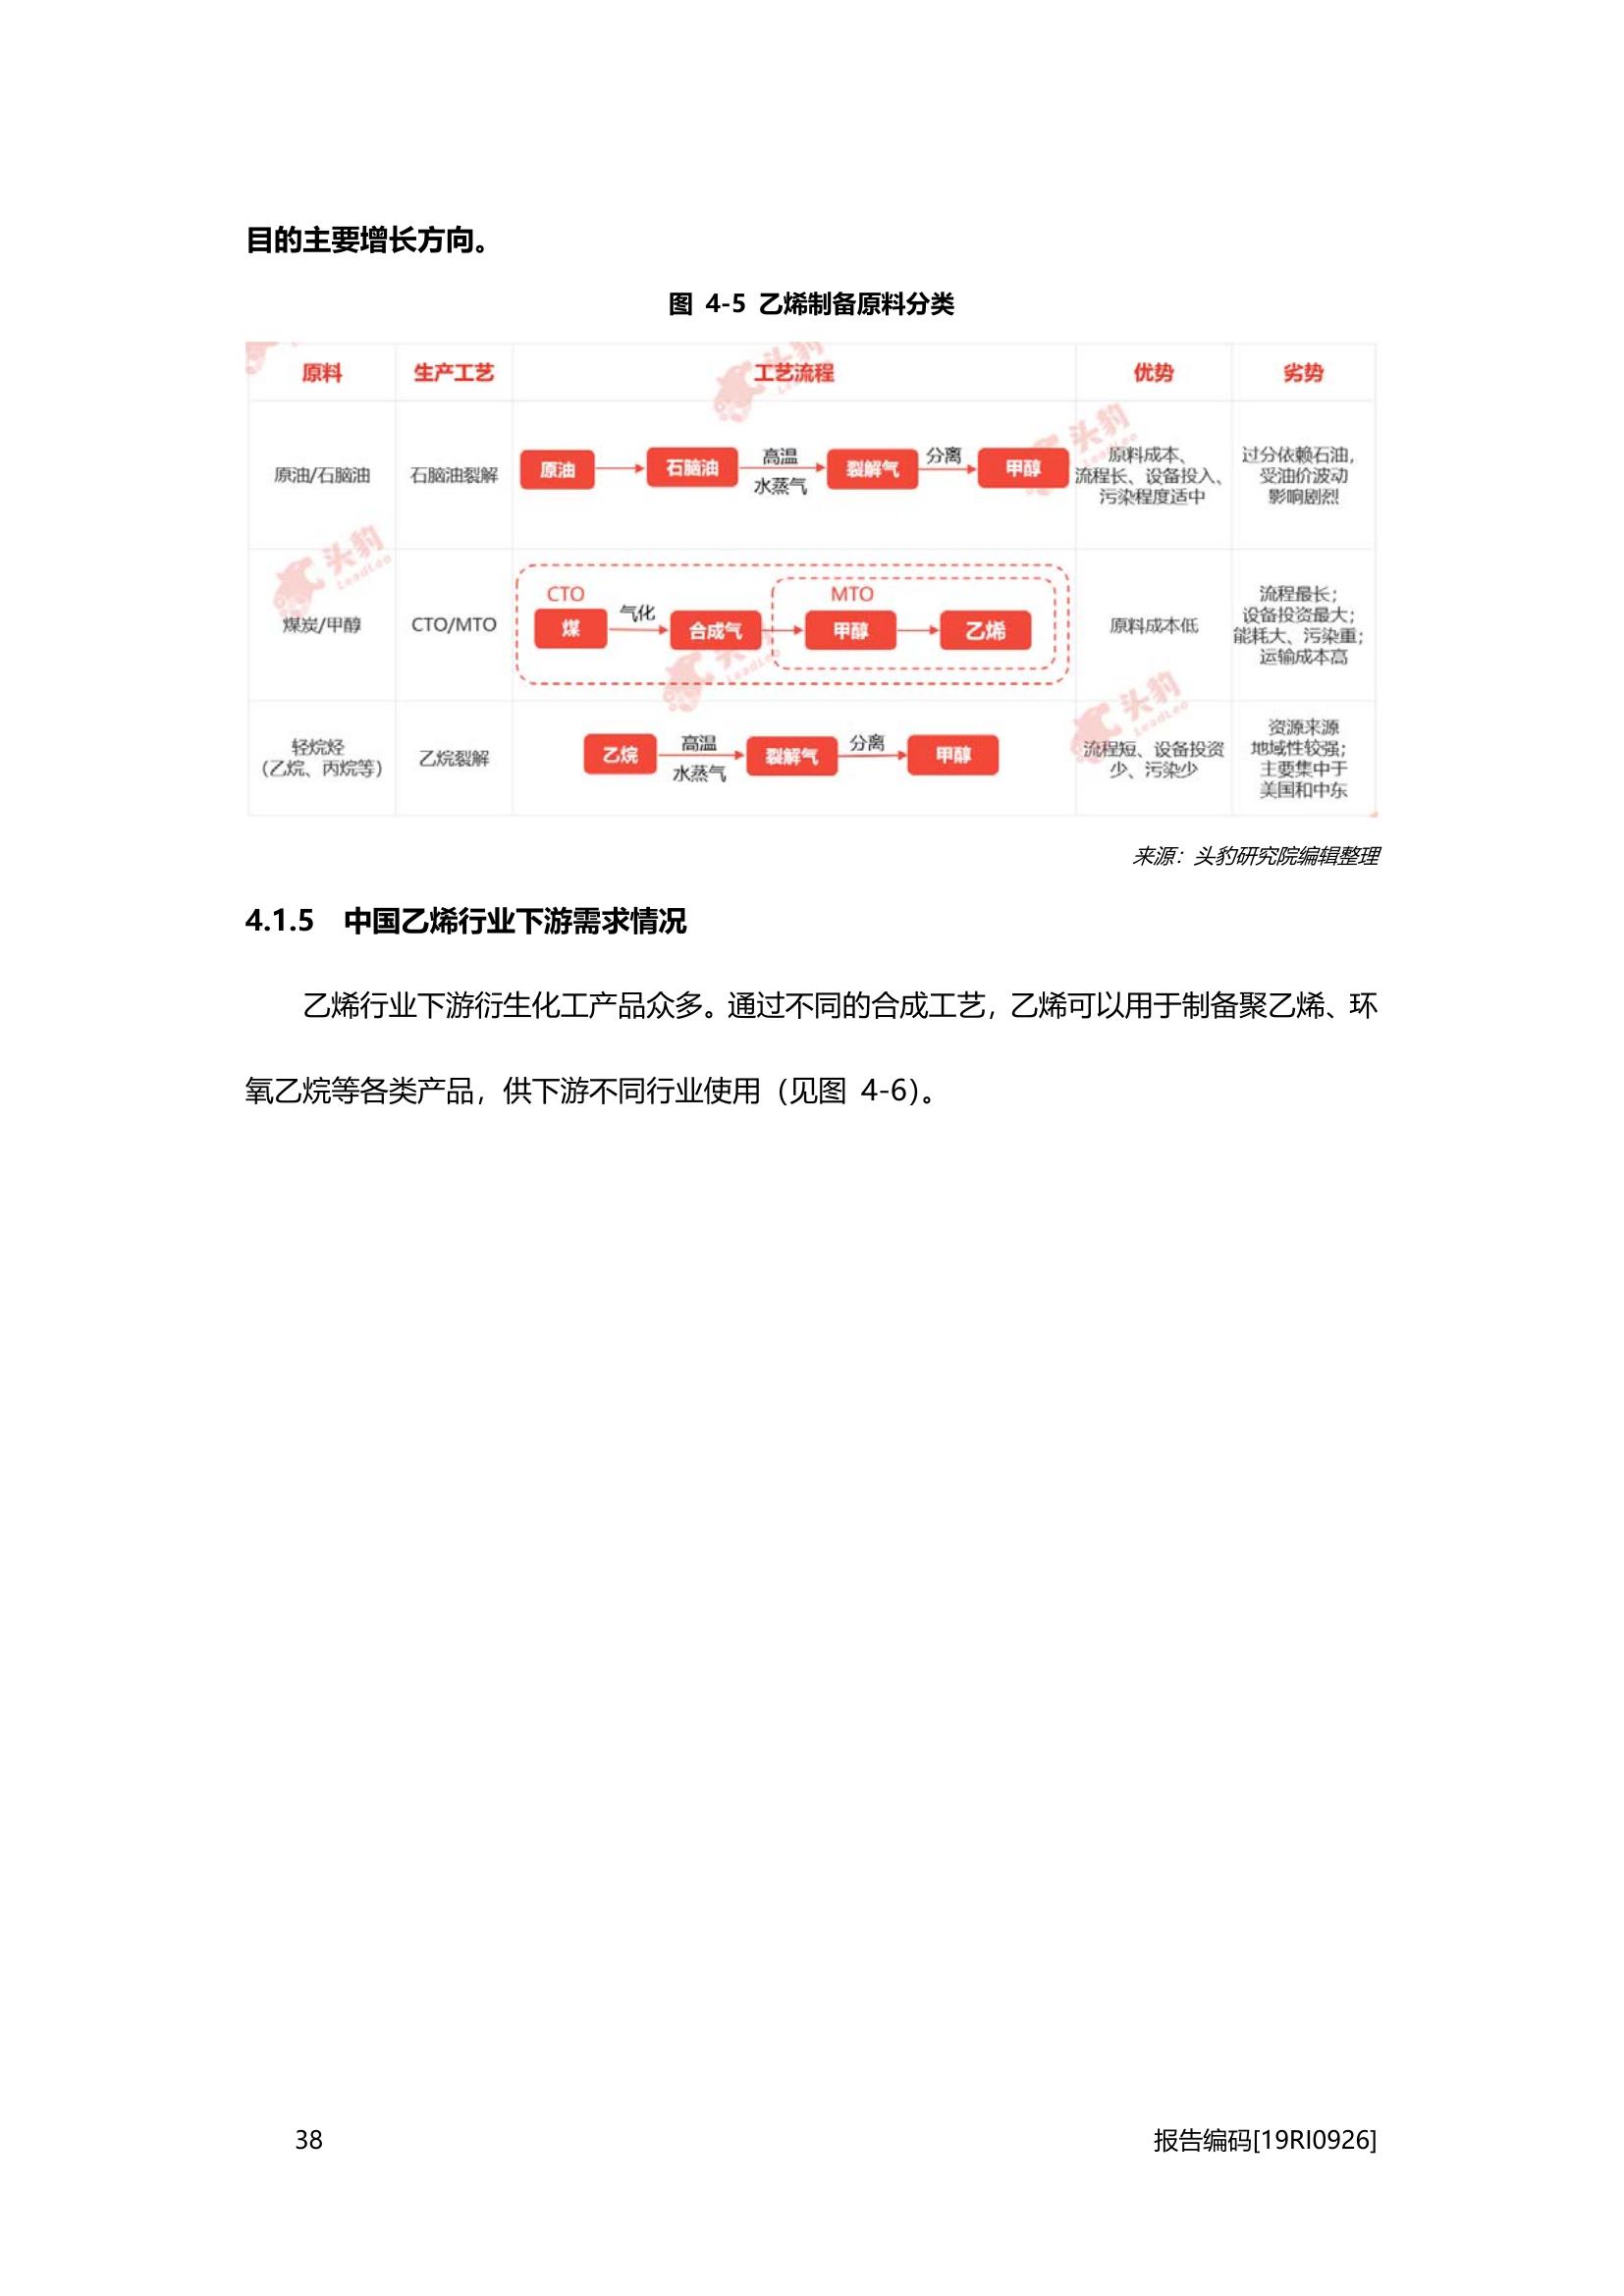 目的主要增长方向。
图 4-5 乙烯制备原料分类
原料 生产工艺 工艺流程 优势 劣势
原油/石脑油 石脑油裂解
原油 石脑油 高温 水蒸气 裂解气 分离 甲醇
原料成本、
流程长、设备投入、
污染程度适中
过分依赖石油，
受油价波动
影响剧烈
煤炭/甲醇 CTO/MTO
CTO MTO
煤 气化 合成气 甲醇 乙烯
原料成本低
流程最长；
设备投资最大；
能耗大、污染重；
运输成本高
轻烷烃
（乙烷、丙烷等）
乙烷裂解
乙烷 高温 水蒸气 裂解气 分离 甲醇
流程短、设备投资
少、污染少
资源来源
地域性较强；
主要集中于
美国和中东
头豹
LeadLeo
头豹
LeadLeo
头豹
LeadLeo
头豹
LeadLeo
来源：头豹研究院编辑整理
4.1.5 中国乙烯行业下游需求情况
乙烯行业下游衍生化工产品众多。通过不同的合成工艺，乙烯可以用于制备聚乙烯、环
氧乙烷等各类产品，供下游不同行业使用（见图 4-6）。
38 报告编码[19RI0926]